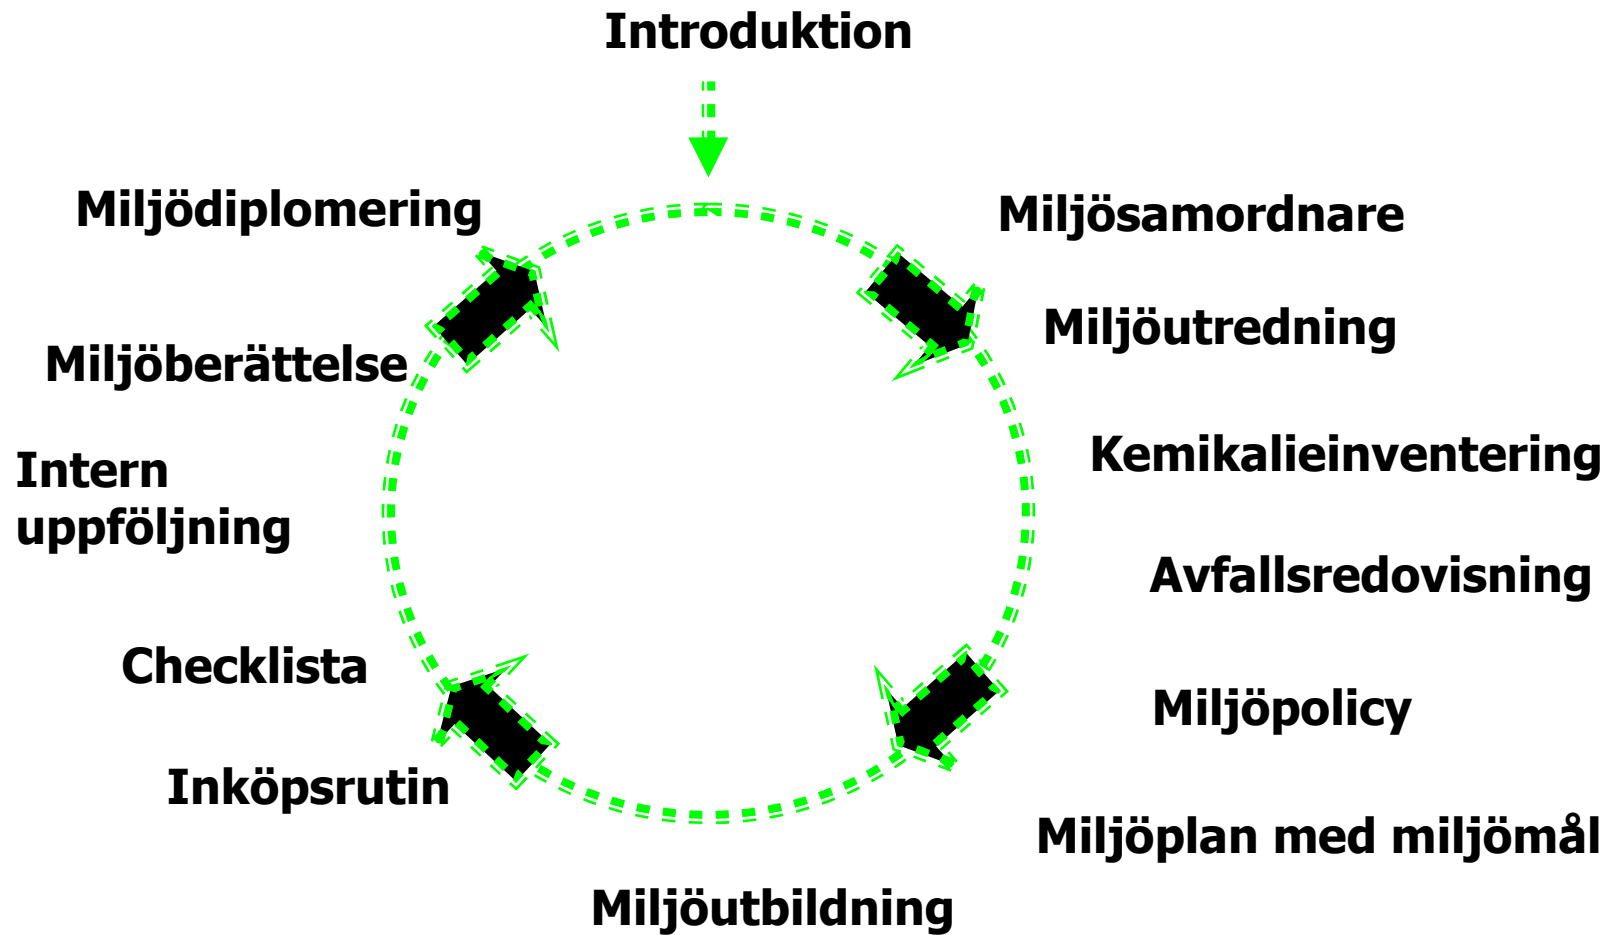 Introduktion
Miljösamordnare
Miljöutredning
Kemikalieinventering
Avfallsredovisning
Miljöpolicy
Miljöplan med miljömål
Miljöutbildning
Inköpsrutin
Checklista
Intern
uppföljning
Miljöberättelse
Miljödiplomering